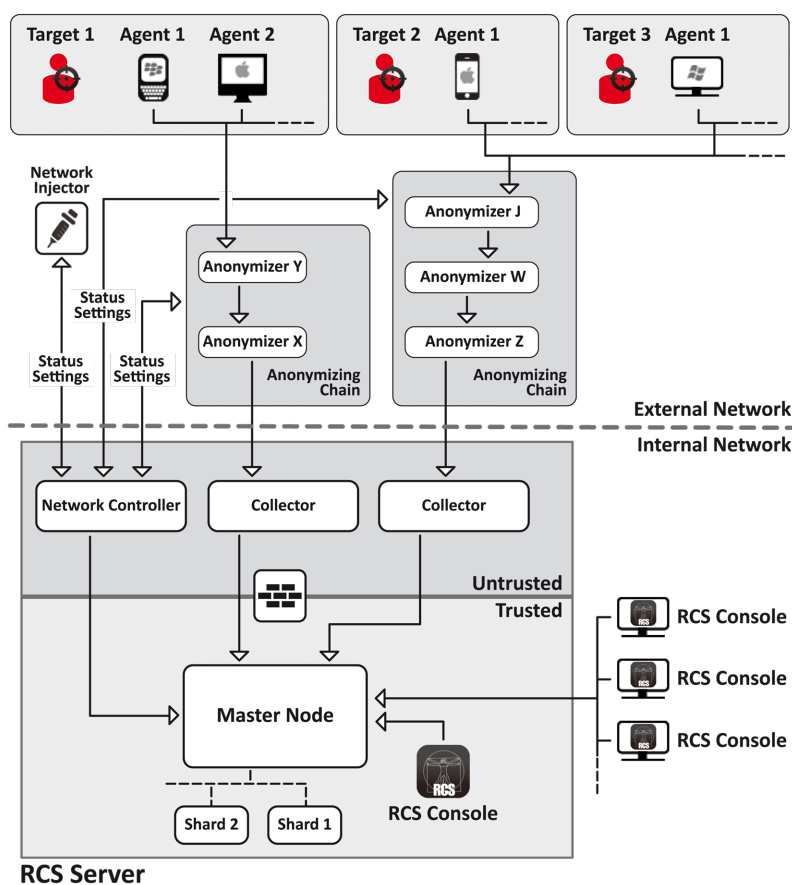 Target 1
Agent 1
Agent 2
Target 2
Agent 1
Target 3
Agent 1
Network
Injector
Anonymizer J
Anonymizer Y
Anonymizer W
Status
Settings
Anonymizer X
Anonymizer Z
Status
Settings
Status
Settings
Anonymizing
Chain
Anonymizing
Chain
External Network
Internal Network
Network Controller
Collector
Collector
Untrusted
Trusted
RCS
RCS Console
RCS
RCS Console
RCS
RCS Console
Master Node
RCS
RCS Console
Shard 2
Shard 1
RCS Server